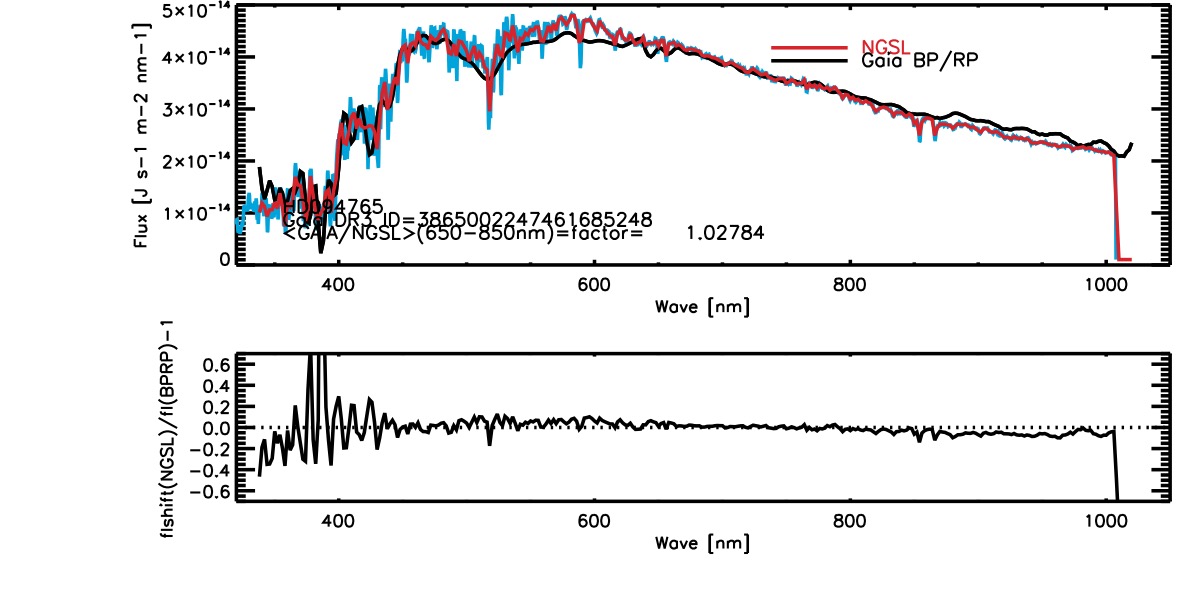 5×10−14
4×10−14
3×10−14
2×10−14
1×10−14
0
Flux [J s−1 m−2 nm−1]
NGSL
Gaia BP/RP
HD094765
Gaia DR3 ID=3865002247461685248
<GAIA/NGSL>(650−850nm)=factor= 1.02784
400 600 800 1000
Wave [nm]
flshift(NGSL)/fl(BPRP)−1
0.6
0.4
0.2
0.0
−0.2
−0.4
−0.6
400 600 800 1000
Wave [nm]